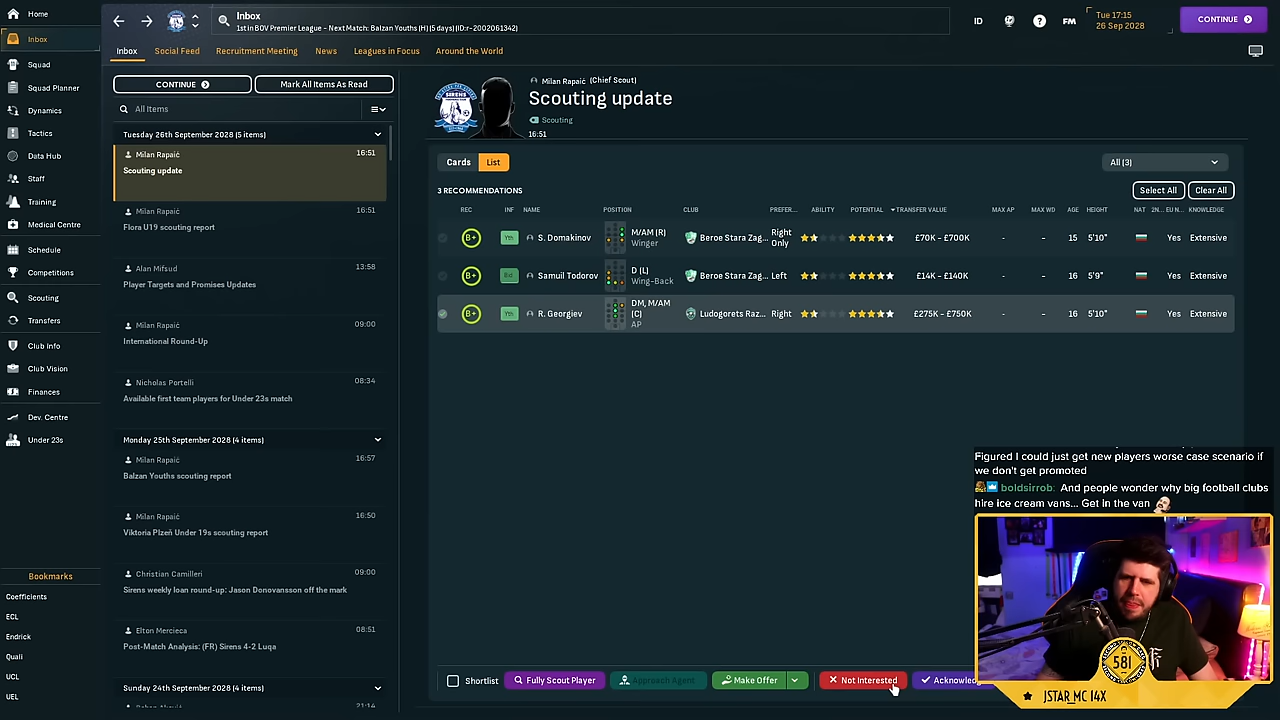 Home
Inbox
Squad
Squad Planner
Dynamics
Tactics
Data Hub
Staff
Training
Medical Centre
Schedule
Competitions
Scouting
Transfers
Club Info
Club Vision
Finances
Dev. Centre
Under 23s
Bookmarks
Coefficients
ECL
Endrick
Quali
UCL
UEL
Inbox
1st in BOV Premier League - Next Match: Balzan Youths (H) (5 days) (ID:r-2002061342)
ID
FM
Tue 17:15
26 Sep 2028
CONTINUE
Inbox Social Feed Recruitment Meeting News Leagues in Focus Around the World
CONTINUE
Mark All Items As Read
All Items
Tuesday 26th September 2028 (5 items)
Milan Rapaić 16:51
Scouting update
Milan Rapaić 16:51
Flora U19 scouting report
Alan Mifsud 13:58
Player Targets and Promises Updates
Milan Rapaić 09:00
International Round-Up
Nicholas Portelli 08:34
Available first team players for Under 23s match
Monday 25th September 2028 (4 items)
Milan Rapaić 16:57
Balzan Youths scouting report
Milan Rapaić 16:50
Viktoria Plzeň Under 19s scouting report
Christian Camilleri 09:00
Sirens weekly loan round-up: Jason Donovansson off the mark
Elton Mercieca 08:51
Post-Match Analysis: (FR) Sirens 4-2 Luqa
Sunday 24th September 2028 (4 items)
21:14
SIRENS
Milan Rapaić (Chief Scout)
Scouting update
Scouting
16:51
Cards List
All (3)
3 RECOMMENDATIONS
Select All
Clear All
REC INF NAME POSITION CLUB PREFER... ABILITY POTENTIAL TRANSFER VALUE MAX AP MAX WD AGE HEIGHT NAT 2N... EU N... KNOWLEDGE
B+ Yth S. Domakinov M/AM (R) Winger Beroe Stara Zag... Right Only £70K - £700K - - 15 5'10" Yes Extensive
B+ Bst Samuil Todorov D (L) Wing-Back Beroe Stara Zag... Left £14K - £140K - - 16 5'9" Yes Extensive
B+ Yth R. Georgiev DM, M/AM (C) AP Ludogorets Raz... Right £275K - £750K - - 16 5'10" Yes Extensive
Figured I could just get new players worse case scenario if
we don't get promoted
boldsirrob: And people wonder why big football clubs
hire ice cream vans... Get in the van
Shortlist
Fully Scout Player
Approach Agent
Make Offer
Not Interested
581
JSTAR_MC 14X